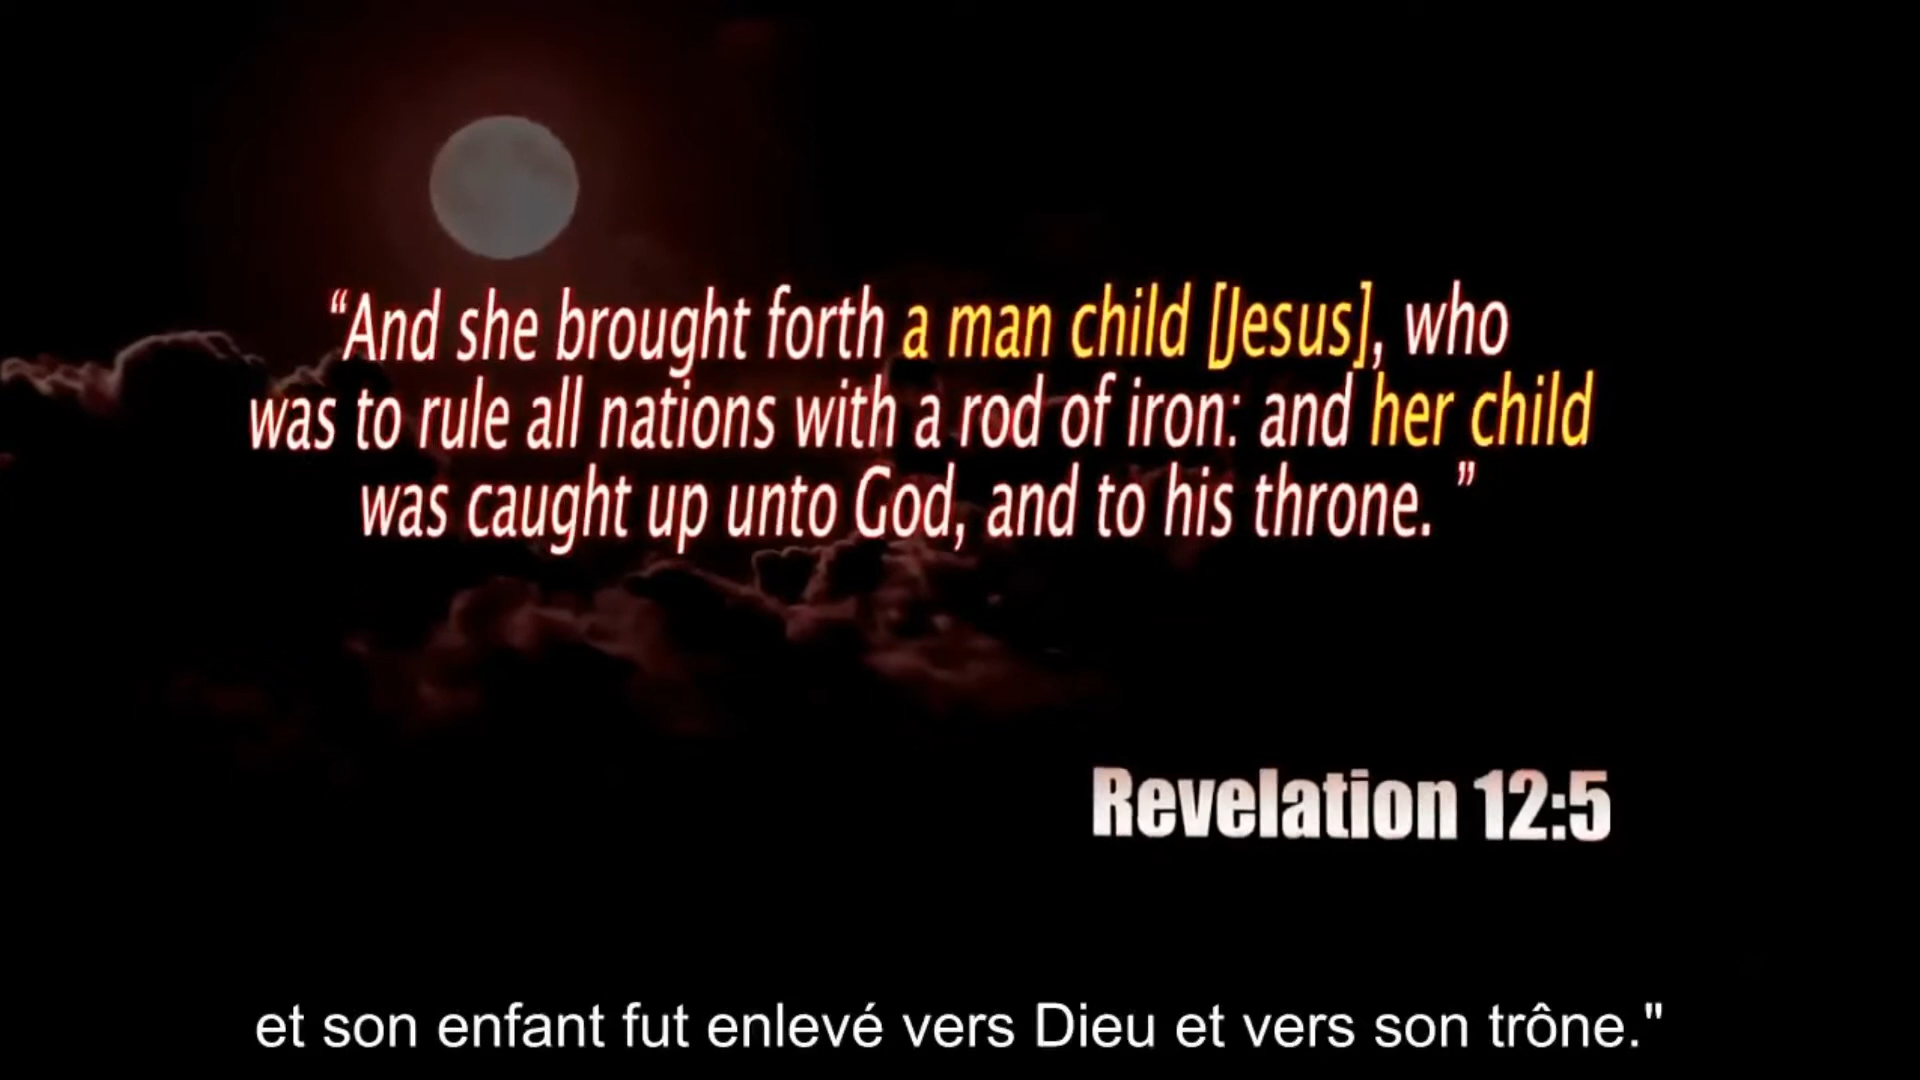 “And she brought forth a man child [Jesus], who
was to rule all nations with a rod of iron: and her child
was caught up unto God, and to his throne. ”
Revelation 12:5
et son enfant fut enlevé vers Dieu et vers son trône."